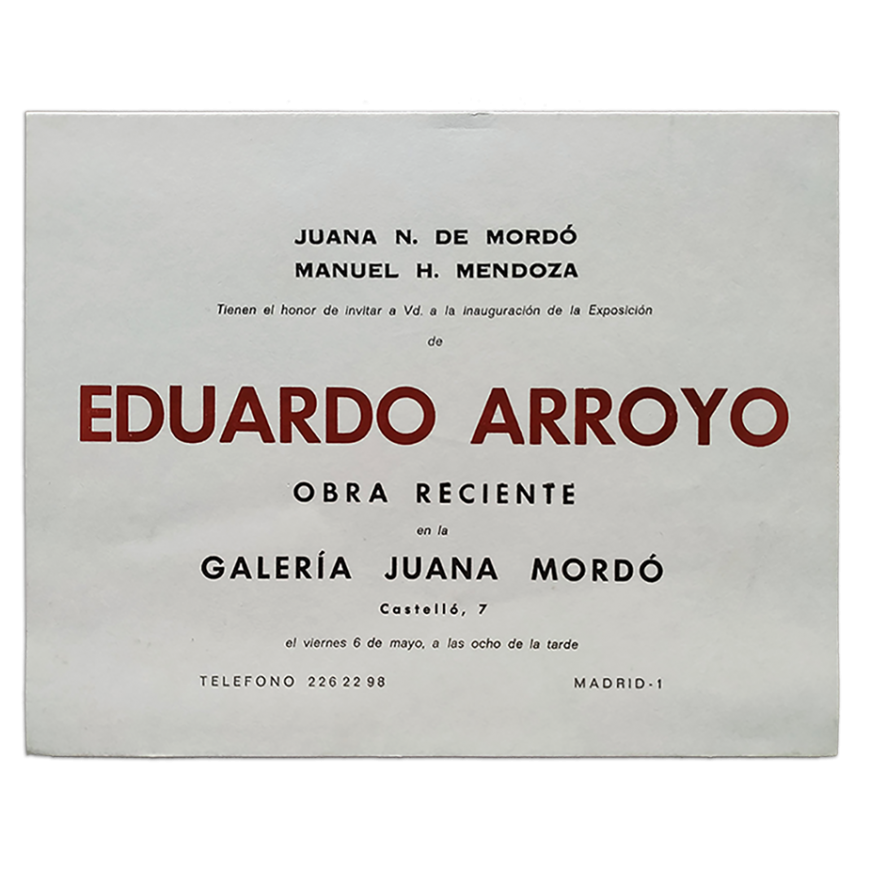 JUANA N. DE MORDÓ
MANUEL H. MENDOZA
Tienen el honor de invitar a Vd. a la inauguración de la Exposición
de
EDUARDO ARROYO
OBRA RECIENTE
en la
GALERÍA JUANA MORDÓ
Castelló, 7
el viernes 6 de mayo, a las ocho de la tarde
TELEFONO 226 22 98 MADRID-1